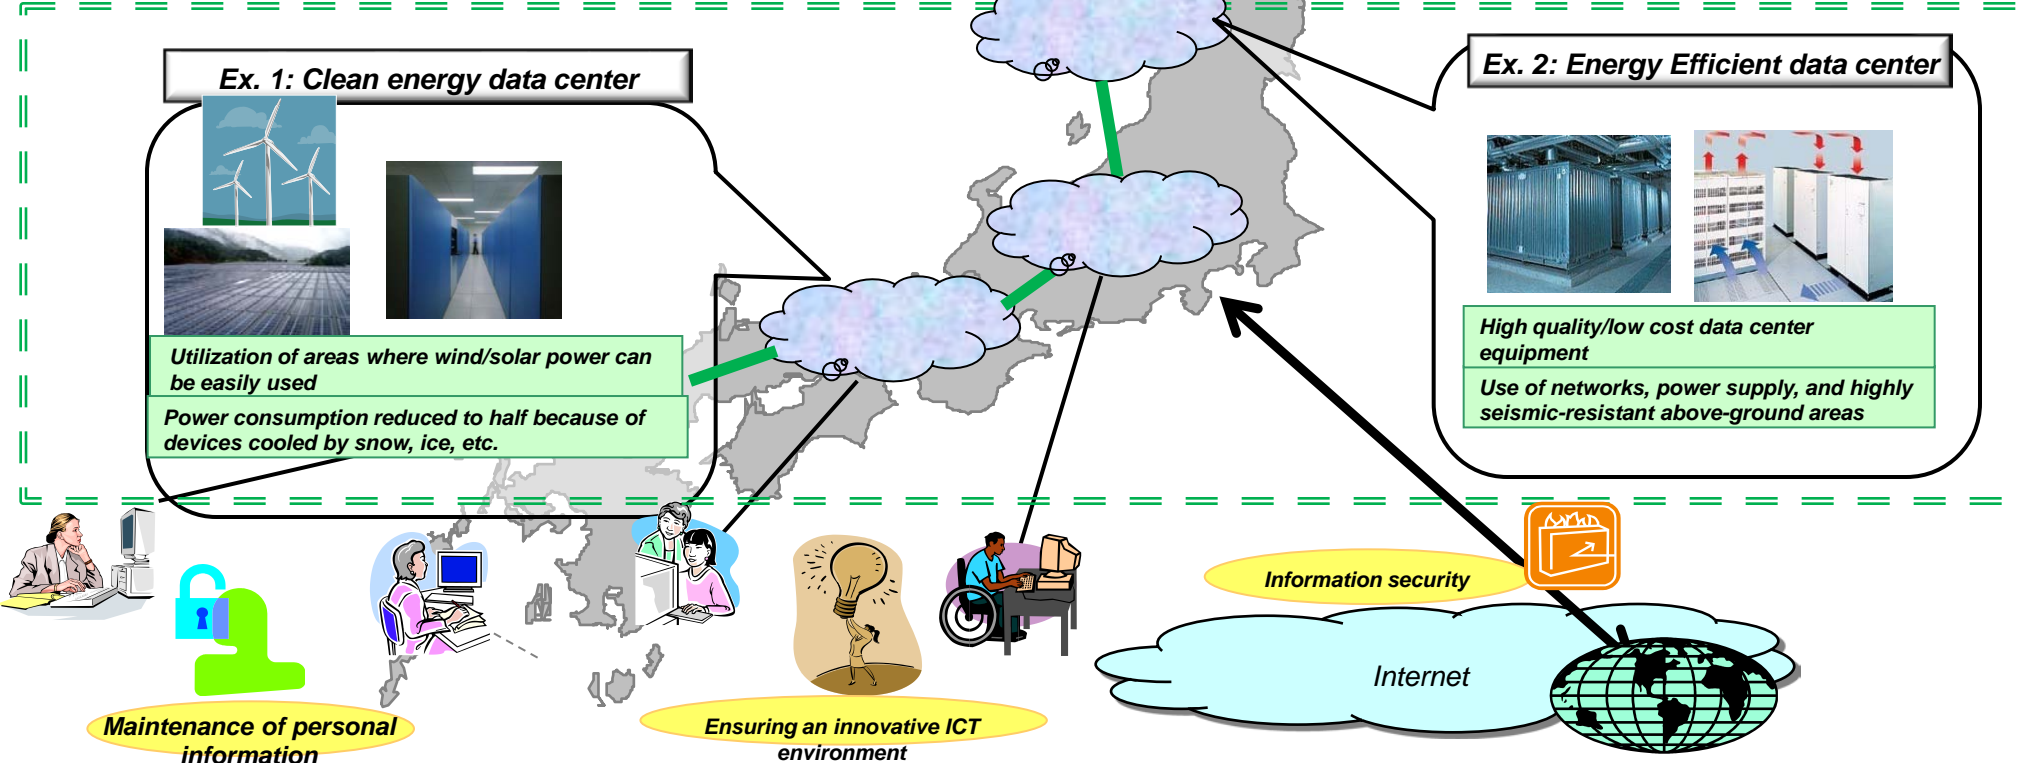 Ex. 1: Clean energy data center
Ex. 2: Energy Efficient data center
Utilization of areas where wind/solar power can
be easily used
Power consumption reduced to half because of
devices cooled by snow, ice, etc.
High quality/low cost data center
equipment
Use of networks, power supply, and highly
seismic-resistant above-ground areas
Information security
Internet
Maintenance of personal
information
Ensuring an innovative ICT
environment